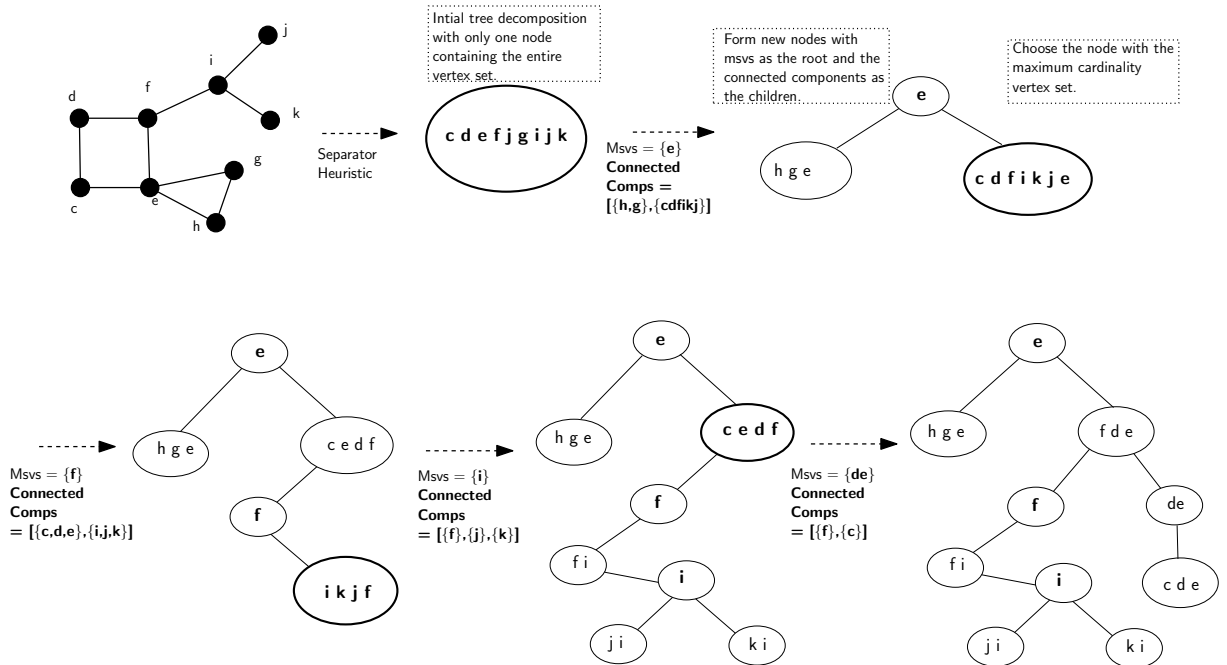 j
i
f
d
k
g
c
e
h
Separator
Heuristic
Intial tree decomposition
with only one node
containing the entire
vertex set.
c d e f j g i j k
Msvs = {e}
Connected
Comps =
[{h,g},{cdfikj}]
Form new nodes with
msvs as the root and the
connected components as
the children.
Choose the node with the
maximum cardinality
vertex set.
e
h g e
c d f i k j e
Msvs = {f}
Connected
Comps
= [{c,d,e},{i,j,k}]
e
h g e
c e d f
f
i k j f
Msvs = {i}
Connected
Comps
= [{f},{j},{k}]
e
h g e
c e d f
f
f i
i
j i
k i
Msvs = {de}
Connected
Comps
= [{f},{c}]
e
h g e
f d e
f
de
f i
i
c d e
j i
k i